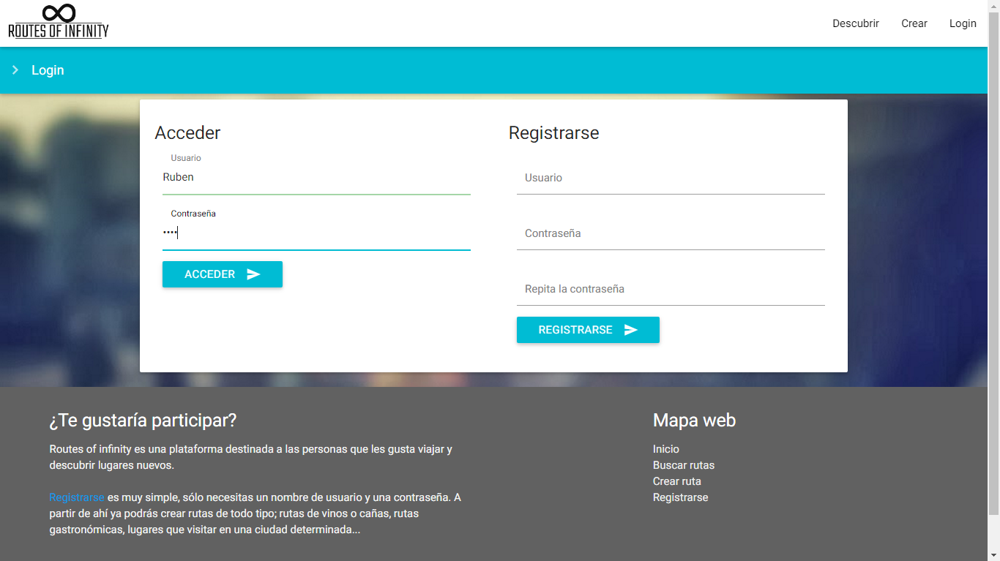 ROUTES OF INFINITY
Descubrir Crear Login
Login
Acceder
Usuario
Ruben
Contraseña
••••
ACCEDER
Registrarse
Usuario
Contraseña
Repita la contraseña
REGISTRARSE
¿Te gustaría participar?
Routes of infinity es una plataforma destinada a las personas que les gusta viajar y
descubrir lugares nuevos.
Registrarse es muy simple, sólo necesitas un nombre de usuario y una contraseña. A
partir de ahí ya podrás crear rutas de todo tipo; rutas de vinos o cañas, rutas
gastronómicas, lugares que visitar en una ciudad determinada...
Mapa web
Inicio
Buscar rutas
Crear ruta
Registrarse